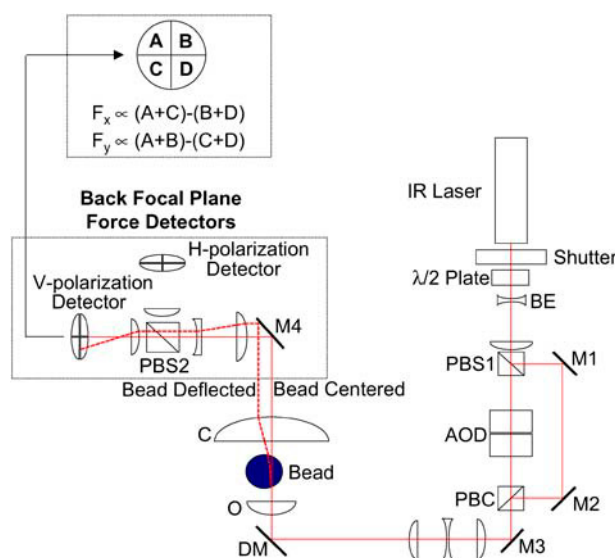 A B
C D
Fx ∝ (A+C)-(B+D)
Fy ∝ (A+B)-(C+D)
Back Focal Plane
Force Detectors
H-polarization
Detector
V-polarization
Detector
M4
PBS2
Bead Deflected
Bead Centered
C
Bead
O
DM
IR Laser
Shutter
λ/2 Plate
BE
PBS1
M1
AOD
PBC
M2
M3